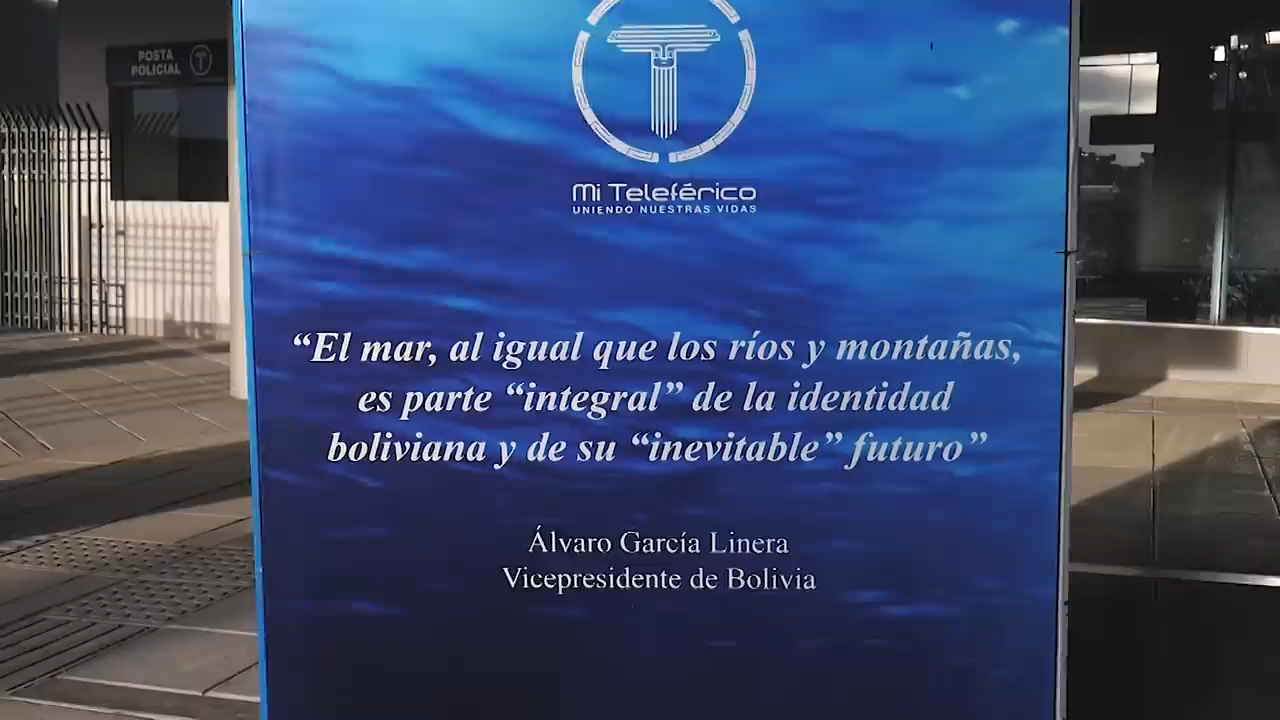 POSTA
POLICIAL
Mi Teleférico
UNIENDO NUESTRAS VIDAS
“El mar, al igual que los ríos y montañas,
es parte “integral” de la identidad
boliviana y de su “inevitable” futuro”
Álvaro García Linera
Vicepresidente de Bolivia